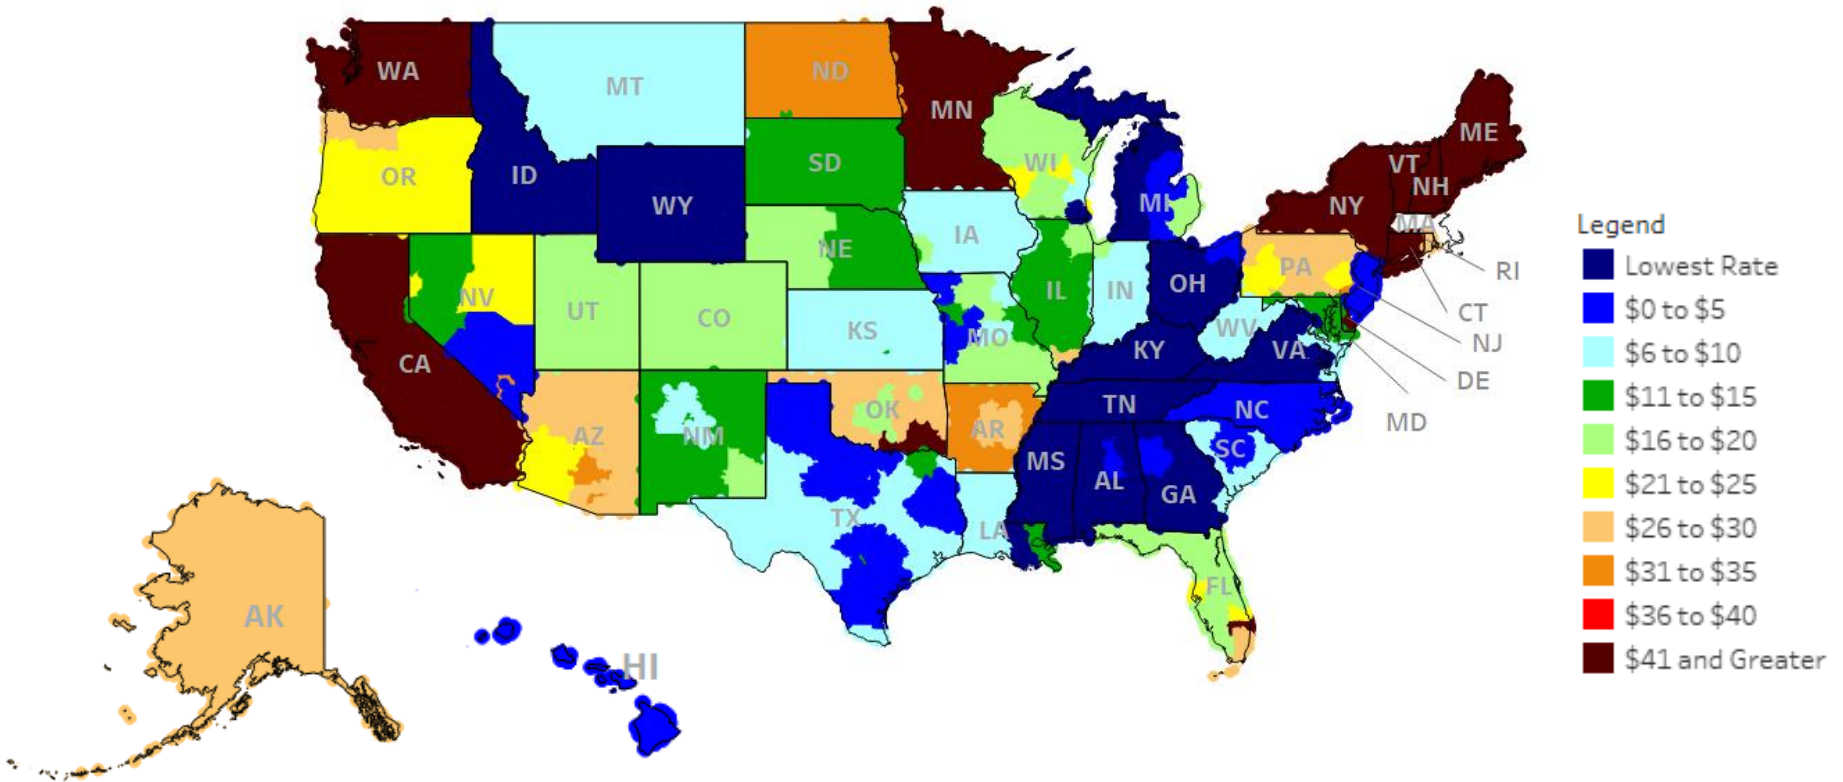 WA
MT
ND
MN
ME
VT
WI
SD
ID
OR
NH
WY
MI
NY
MA
Legend
IA
NE
PA
Lowest Rate
RI
OH
IL
IN
NV
$0 to $5
UT
CO
CT
WV
KS
MO
NJ
VA
KY
$6 to $10
CA
DE
$11 to $15
TN
OK
NC
MD
AZ
NM
AR
$16 to $20
SC
MS
AL
$21 to $25
GA
TX
LA
$26 to $30
$31 to $35
FL
AK
$36 to $40
HI
$41 and Greater